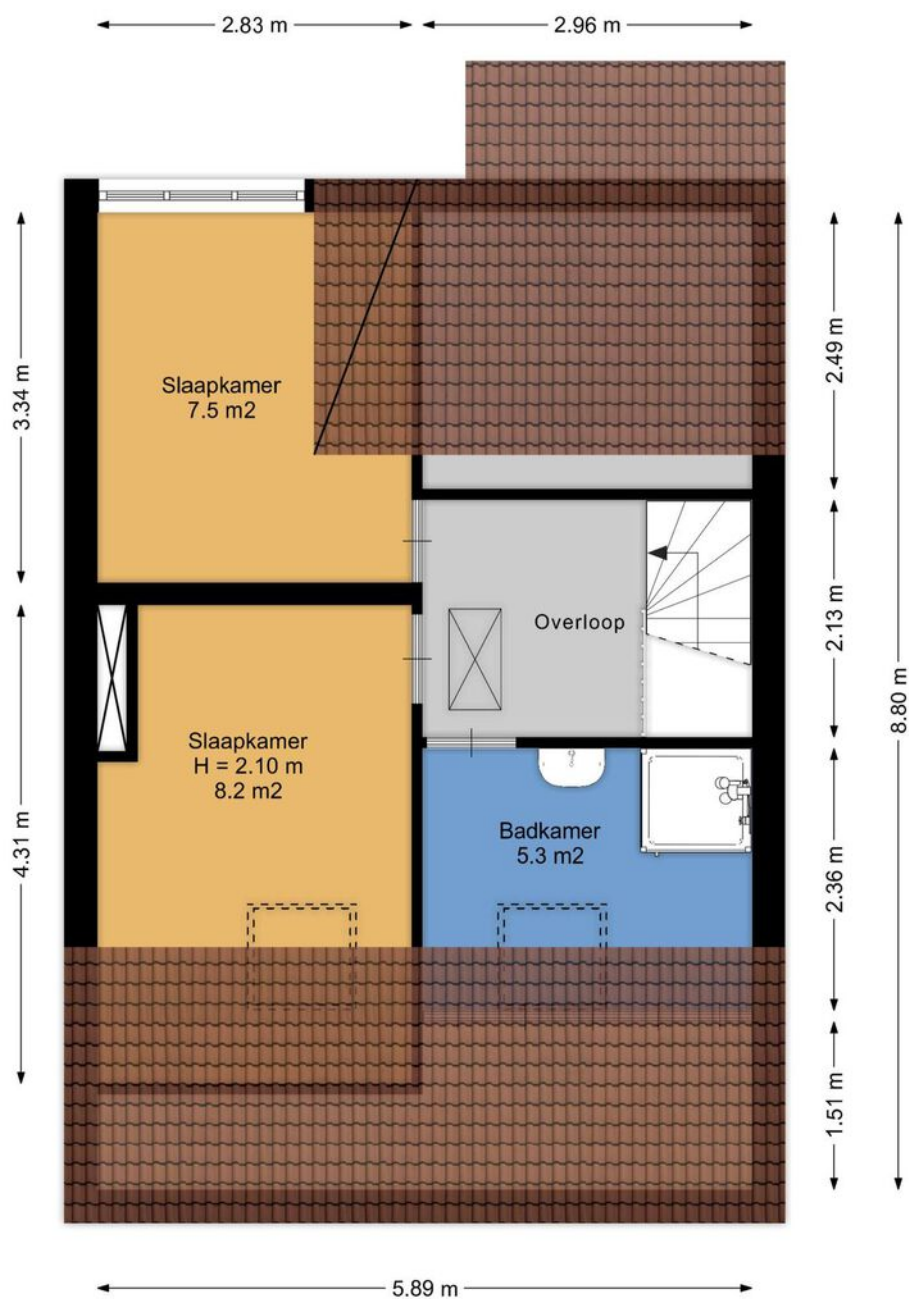 2.83 m
2.96 m
3.34 m
2.49 m
Slaapkamer
7.5 m2
Overloop
2.13 m
8.80 m
Slaapkamer
H = 2.10 m
8.2 m2
4.31 m
Badkamer
5.3 m2
2.36 m
1.51 m
5.89 m